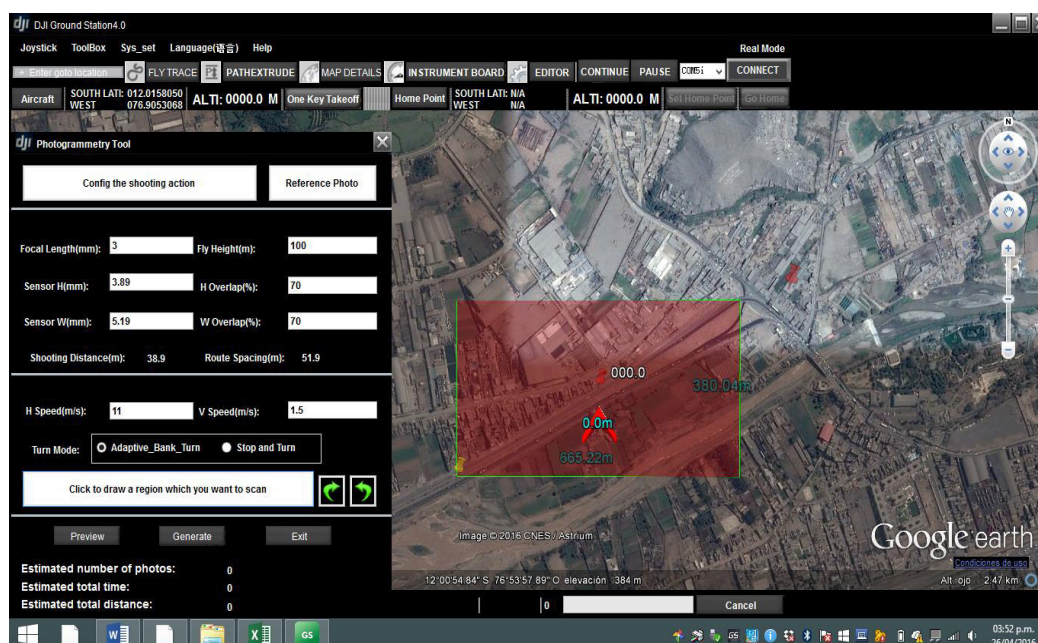 dji DJI Ground Station4.0
Joystick ToolBox Sys_set Language(语言) Help
Real Mode
Enter goto location FLY TRACE PATHEXTRUDE MAP DETAILS INSTRUMENT BOARD EDITOR CONTINUE PAUSE COM5i CONNECT
Aircraft SOUTH LATI: 012.0158050 WEST 076.9053068 ALTI: 0000.0 M One Key Takeoff Home Point SOUTH LATI: N/A WEST N/A ALTI: 0000.0 M Set Home Point Go Home
dji Photogrammetry Tool
Config the shooting action Reference Photo
Focal Length(mm): 3 Fly Height(m): 100
Sensor H(mm): 3.89 H Overlap(%): 70
Sensor W(mm): 5.19 W Overlap(%): 70
Shooting Distance(m): 38.9 Route Spacing(m): 51.9
H Speed(m/s): 11 V Speed(m/s): 1.5
Turn Mode: Adaptive_Bank_Turn Stop and Turn
Click to draw a region which you want to scan
Preview Generate Exit
Estimated number of photos: 0
Estimated total time: 0
Estimated total distance: 0
N
000.0
380.04m
0.0m
665.22m
Image © 2016 CNES / Astrium
Google earth
Condiciones de uso
12°00'54.84" S 76°53'57.89" O elevación 384 m
Alt. ojo 2.47 km
0 Cancel
GS
03:52 p.m.
26/04/2016